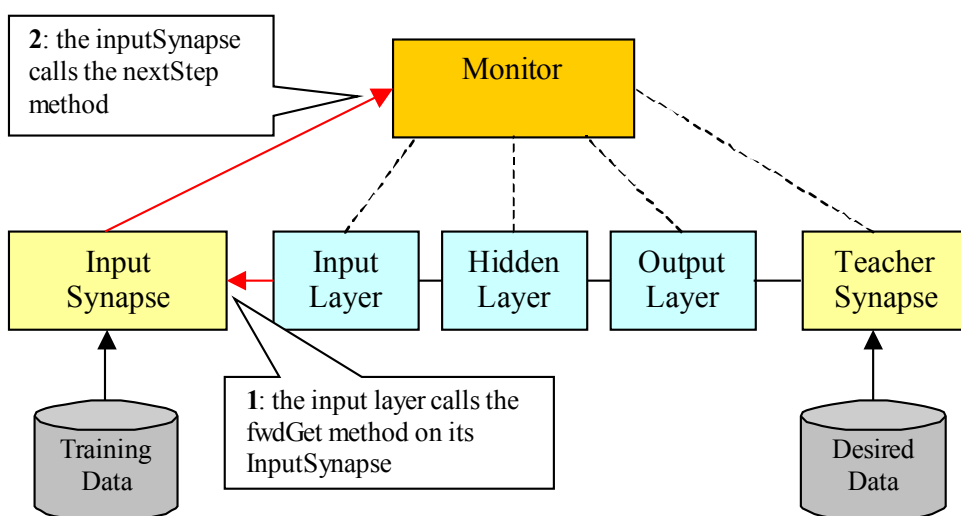 2: the inputSynapse
calls the nextStep
method
Monitor
Input
Synapse
Input
Layer
Hidden
Layer
Output
Layer
Teacher
Synapse
1: the input layer calls the
fwdGet method on its
InputSynapse
Training
Data
Desired
Data